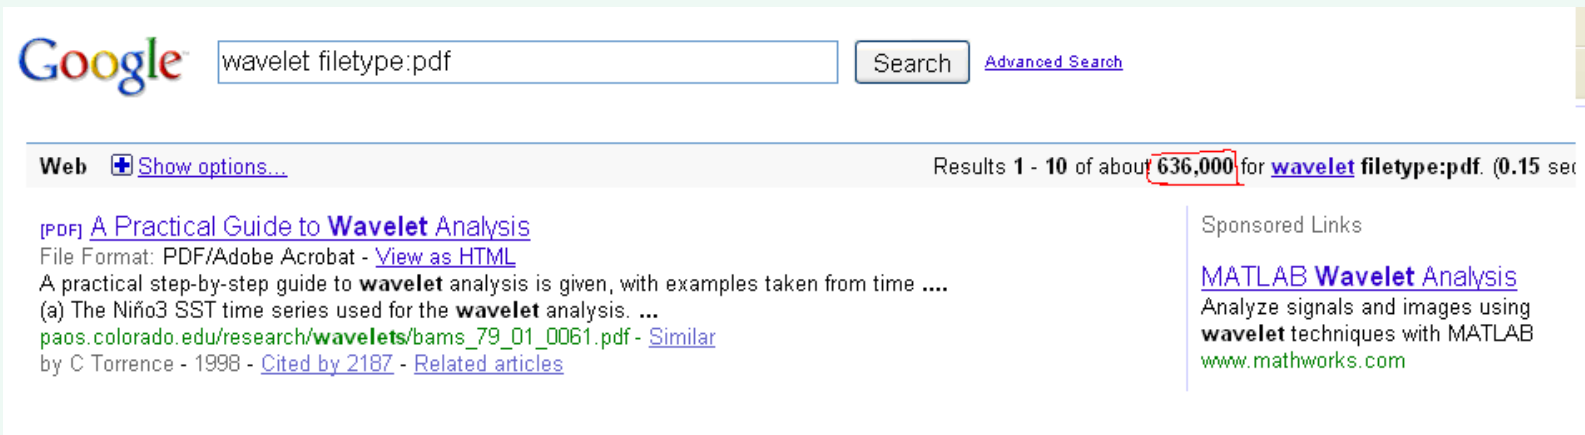 Google wavelet filetype:pdf Search Advanced Search
Web Show options... Results 1 - 10 of about 636,000 for wavelet filetype:pdf. (0.15 sec
[PDF] A Practical Guide to Wavelet Analysis
File Format: PDF/Adobe Acrobat - View as HTML
A practical step-by-step guide to wavelet analysis is given, with examples taken from time ....
(a) The Niño3 SST time series used for the wavelet analysis. ...
paos.colorado.edu/research/wavelets/bams_79_01_0061.pdf - Similar
by C Torrence - 1998 - Cited by 2187 - Related articles
Sponsored Links
MATLAB Wavelet Analysis
Analyze signals and images using
wavelet techniques with MATLAB
www.mathworks.com